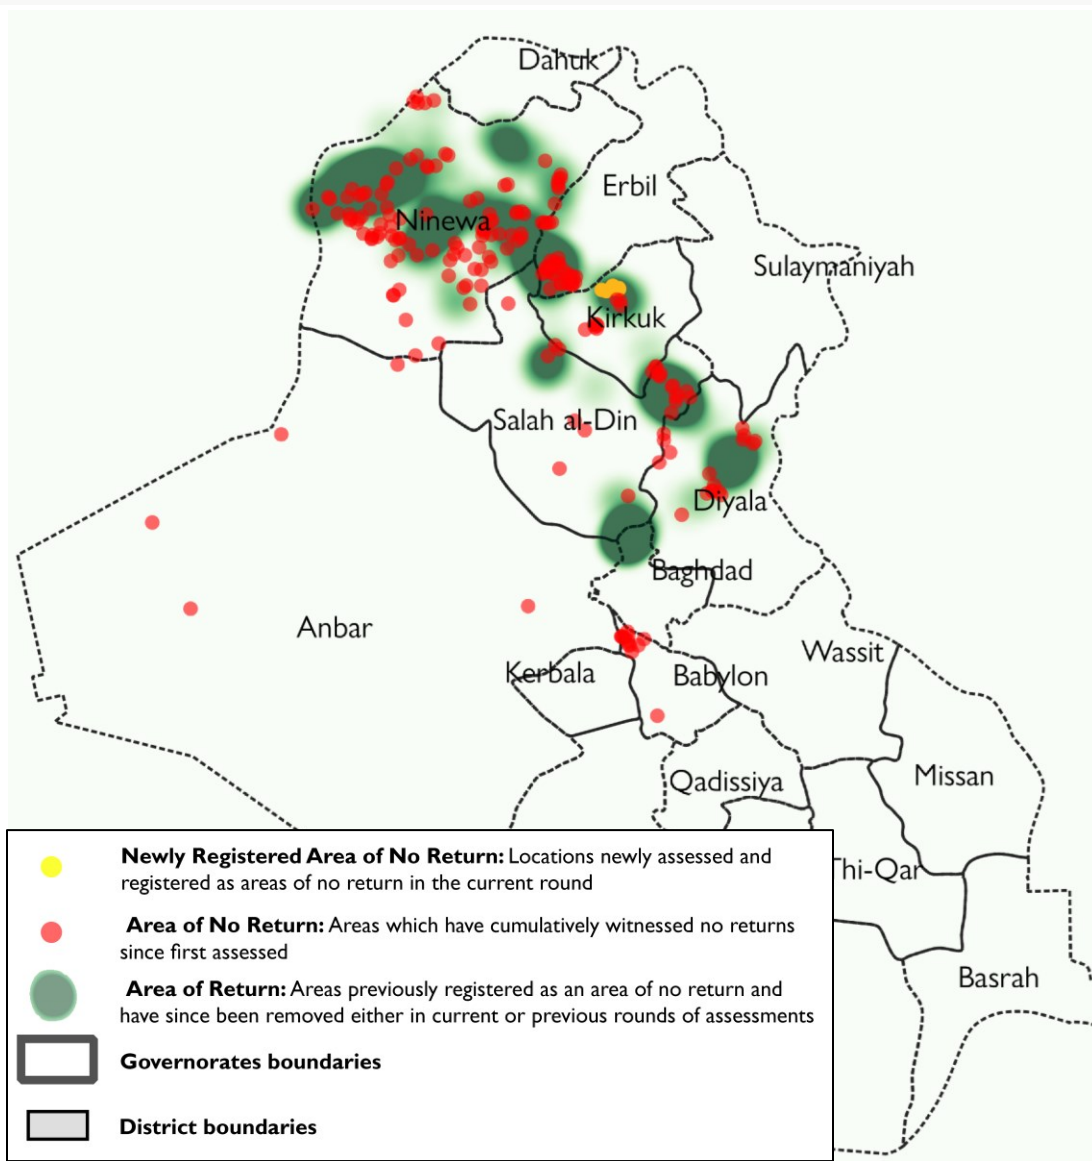 Dahuk
Erbil
Ninewa
Sulaymaniyah
Kirkuk
Salah al-Din
Diyala
Baghdad
Anbar
Wassit
Kerbala
Babylon
Qadissiya
Missan
Thi-Qar
Basrah
Newly Registered Area of No Return: Locations newly assessed and
registered as areas of no return in the current round
Area of No Return: Areas which have cumulatively witnessed no returns
since first assessed
Area of Return: Areas previously registered as an area of no return and
have since been removed either in current or previous rounds of assessments
Governorates boundaries
District boundaries